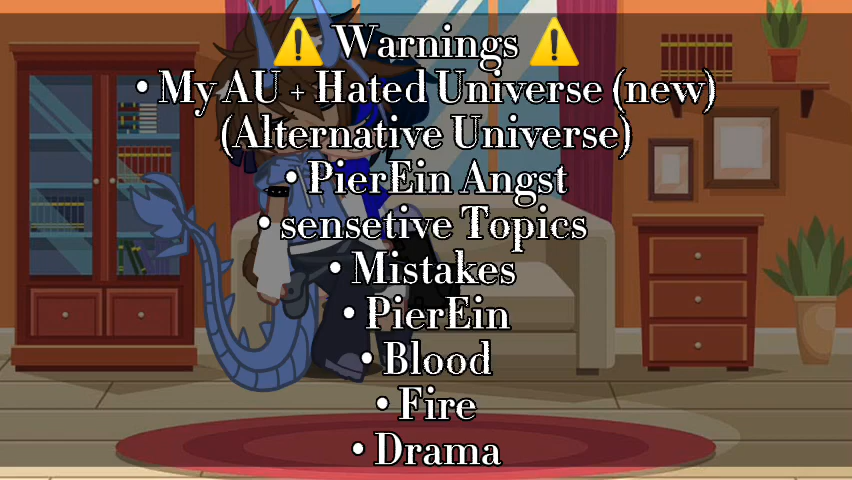 ⚠️ Warnings ⚠️
• My AU + Hated Universe (new)
(Alternative Universe)
• PierEin Angst
• sensetive Topics
• Mistakes
• PierEin
• Blood
• Fire
• Drama